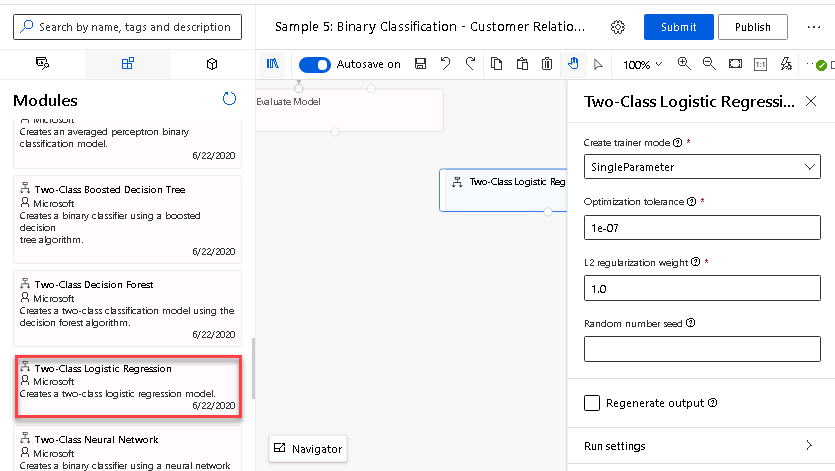 Search by name, tags and description
Sample 5: Binary Classification - Customer Relatio...
Submit
Publish
Autosave on
100%
1:1
Modules
Microsoft
Creates an averaged perceptron binary
classification model.
6/22/2020
Two-Class Boosted Decision Tree
Microsoft
Creates a binary classifier using a boosted
decision
tree algorithm.
6/22/2020
Two-Class Decision Forest
Microsoft
Creates a two-class classification model using the
decision forest algorithm.
6/22/2020
Two-Class Logistic Regression
Microsoft
Creates a two-class logistic regression model.
6/22/2020
Two-Class Neural Network
Microsoft
Creates a binary classifier using a neural network
Evaluate Model
Two-Class Logistic Reg
Navigator
Two-Class Logistic Regressi...
Create trainer mode *
SingleParameter
Optimization tolerance *
1e-07
L2 regularization weight *
1.0
Random number seed
Regenerate output
Run settings